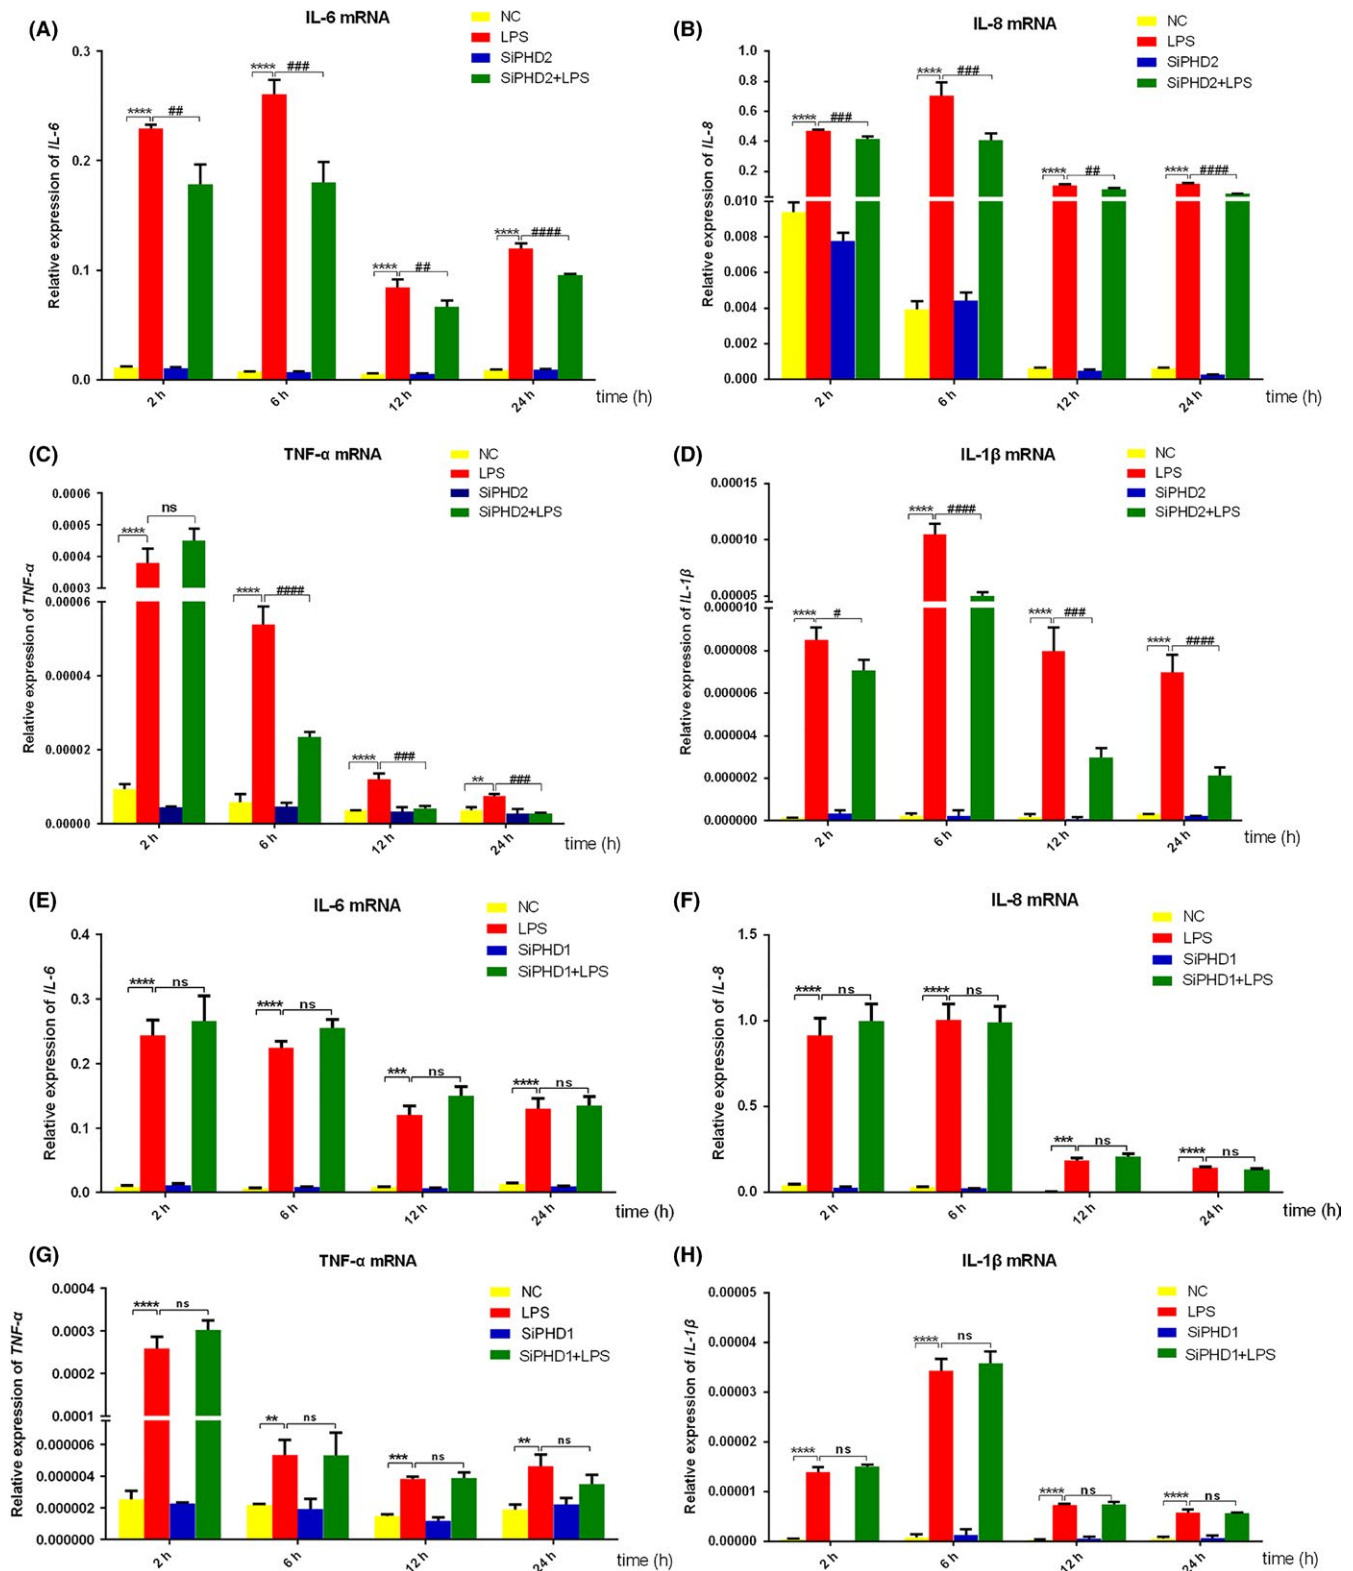 (A)
IL-6 mRNA
NC
LPS
SiPHD2
SiPHD2+LPS
Relative expression of IL-6
0.3
0.2
0.1
0.0
**** ##
**** ###
**** ##
**** ####
2 h 6 h 12 h 24 h
time (h)
(B)
IL-8 mRNA
NC
LPS
SiPHD2
SiPHD2+LPS
Relative expression of IL-8
1.0
0.8
0.6
0.4
0.2
0.010
0.008
0.006
0.004
0.002
0.000
**** ###
**** ###
**** ##
**** ####
2 h 6 h 12 h 24 h
time (h)
(C)
TNF-α mRNA
NC
LPS
SiPHD2
SiPHD2+LPS
Relative expression of TNF-α
0.0006
0.0005
0.0004
0.0003
0.00006
0.00004
0.00002
0.00000
**** ns
**** ####
**** ###
** ###
2 h 6 h 12 h 24 h
time (h)
(D)
IL-1β mRNA
NC
LPS
SiPHD2
SiPHD2+LPS
Relative expression of IL-1β
0.00015
0.00010
0.00005
0.000010
0.000008
0.000006
0.000004
0.000002
0.000000
**** #
**** ####
**** ###
**** ####
2 h 6 h 12 h 24 h
time (h)
(E)
IL-6 mRNA
NC
LPS
SiPHD1
SiPHD1+LPS
Relative expression of IL-6
0.4
0.3
0.2
0.1
0.0
**** ns
**** ns
*** ns
**** ns
2 h 6 h 12 h 24 h
time (h)
(F)
IL-8 mRNA
NC
LPS
SiPHD1
SiPHD1+LPS
Relative expression of IL-8
1.5
1.0
0.5
0.0
**** ns
**** ns
*** ns
**** ns
2 h 6 h 12 h 24 h
time (h)
(G)
TNF-α mRNA
NC
LPS
SiPHD1
SiPHD1+LPS
Relative expression of TNF-α
0.0004
0.0003
0.0002
0.0001
0.000006
0.000004
0.000002
0.000000
**** ns
** ns
*** ns
** ns
2 h 6 h 12 h 24 h
time (h)
(H)
IL-1β mRNA
NC
LPS
SiPHD1
SiPHD1+LPS
Relative expression of IL-1β
0.00005
0.00004
0.00003
0.00002
0.00001
0.00000
**** ns
**** ns
**** ns
**** ns
2 h 6 h 12 h 24 h
time (h)